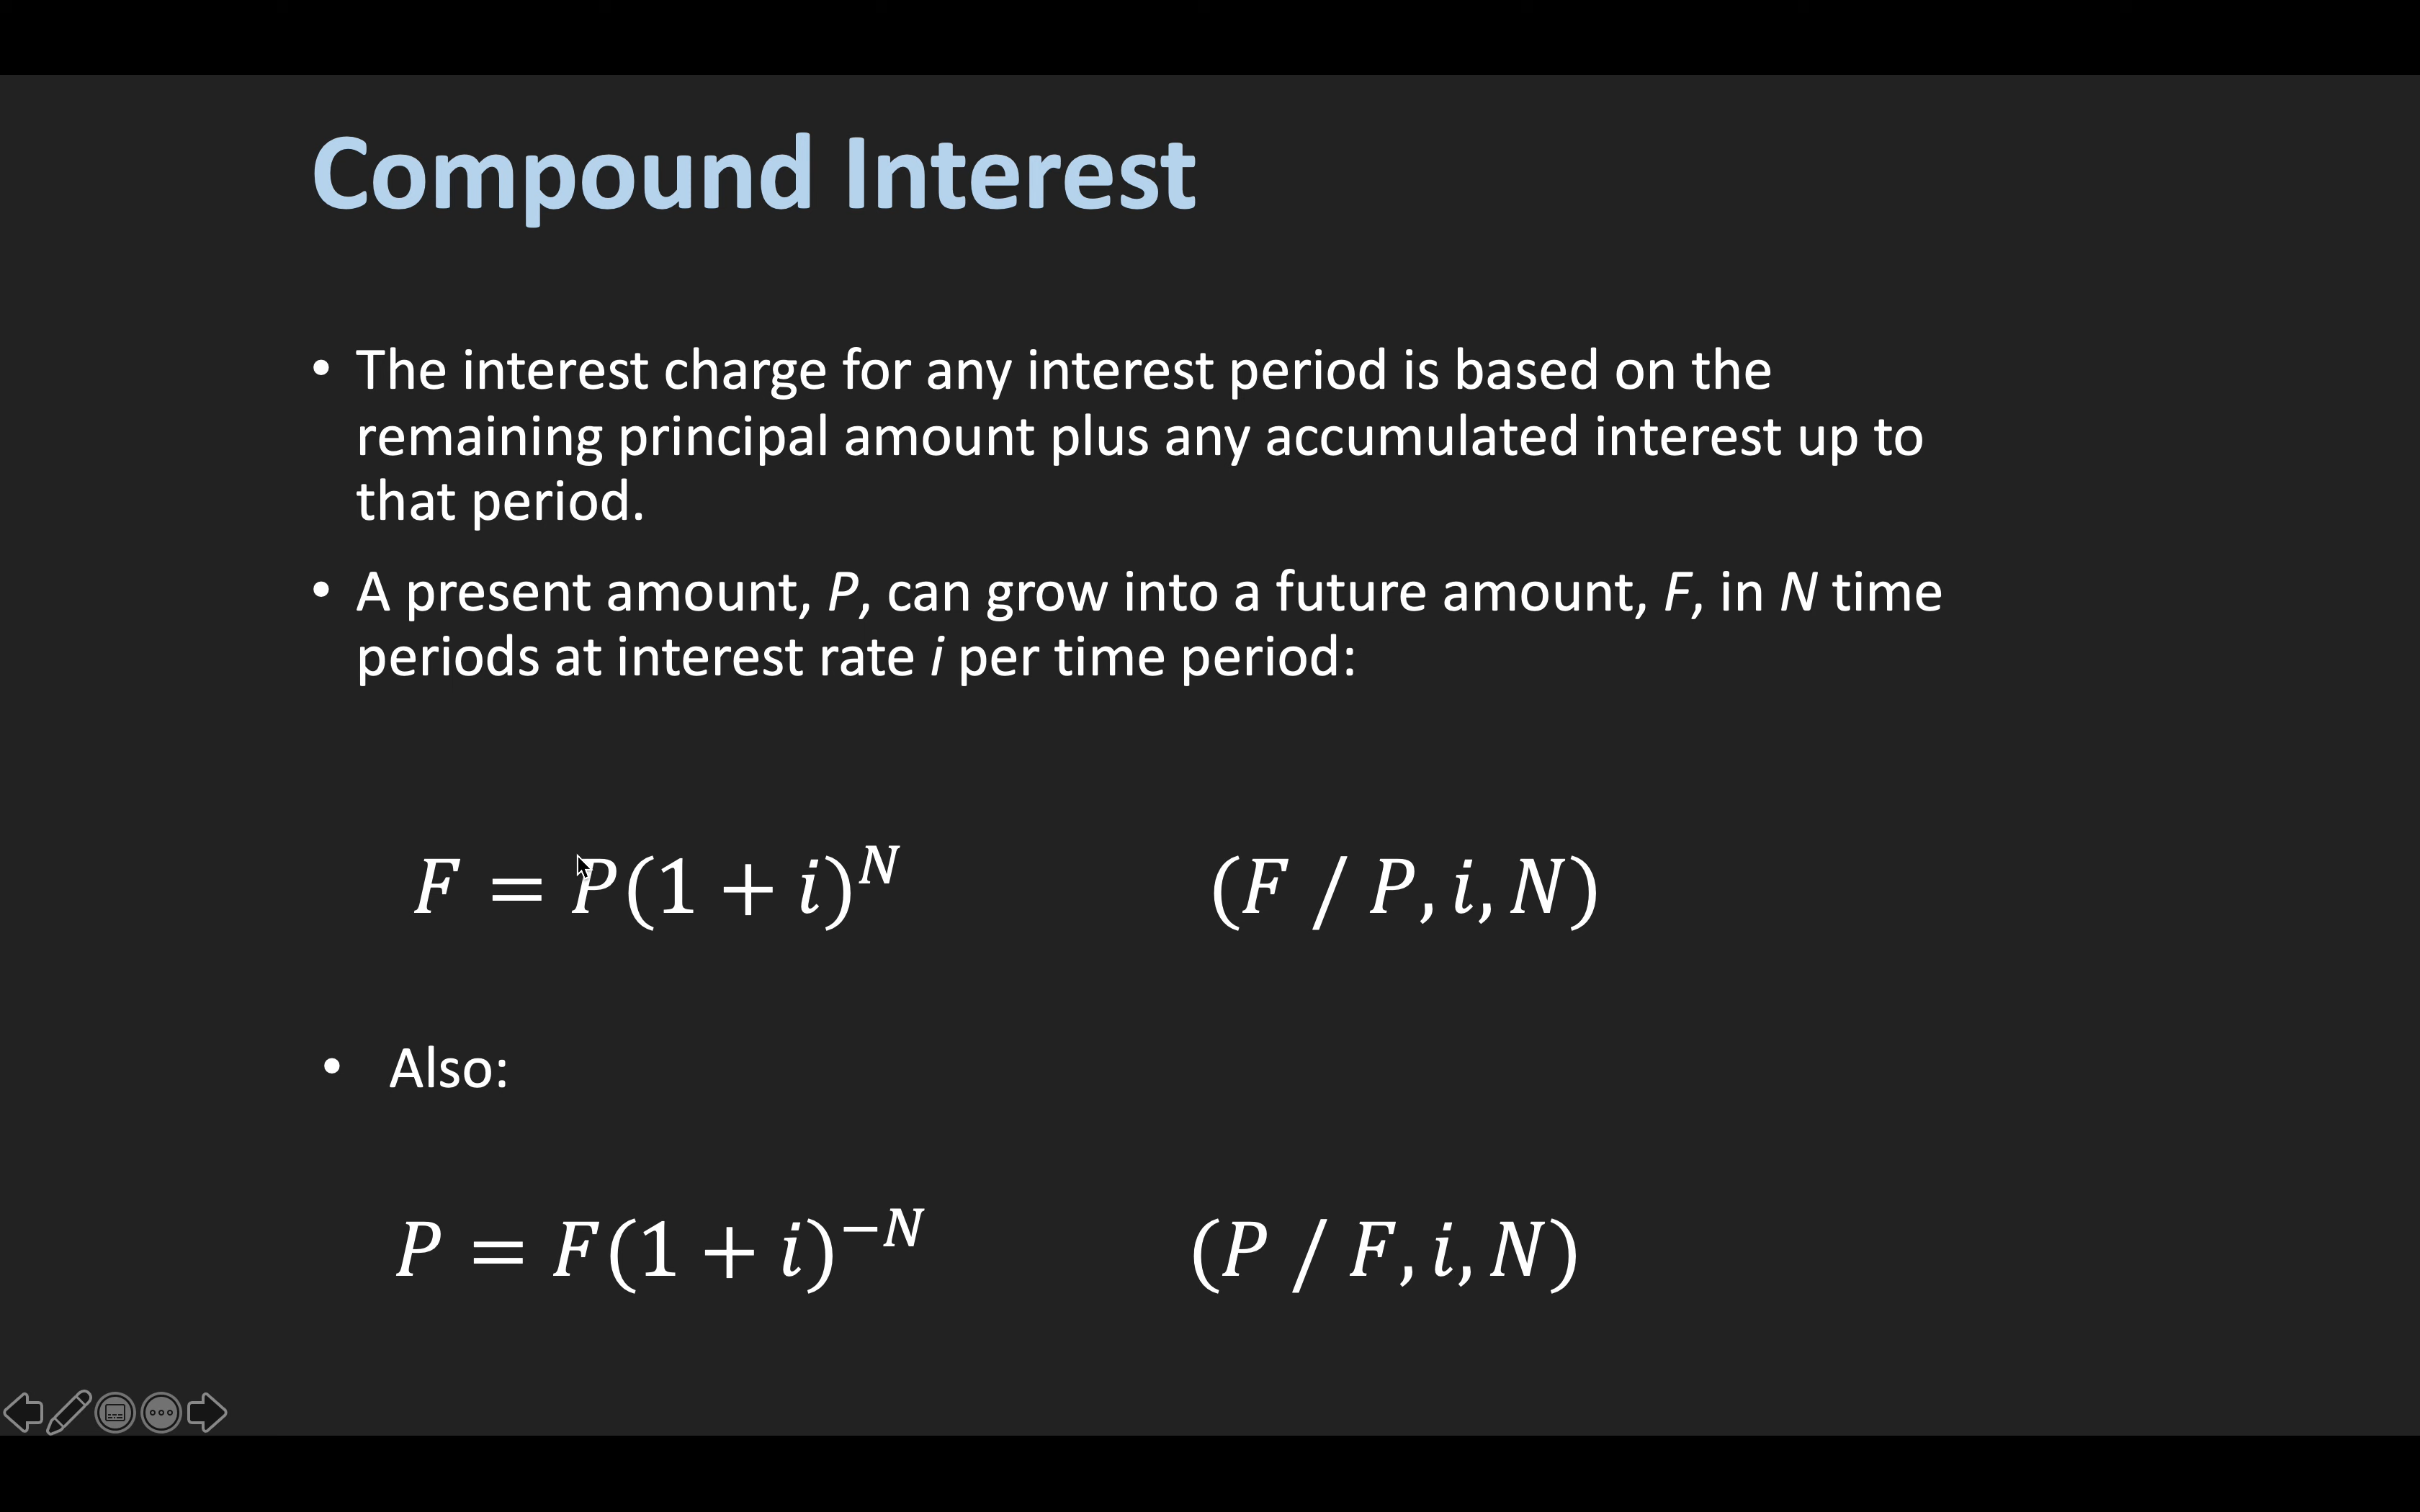 Compound Interest
• The interest charge for any interest period is based on the
remaining principal amount plus any accumulated interest up to
that period.
• A present amount, P, can grow into a future amount, F, in N time
periods at interest rate i per time period:
F = P(1 + i)^N (F / P, i, N)
• Also:
P = F(1 + i)^−N (P / F, i, N)